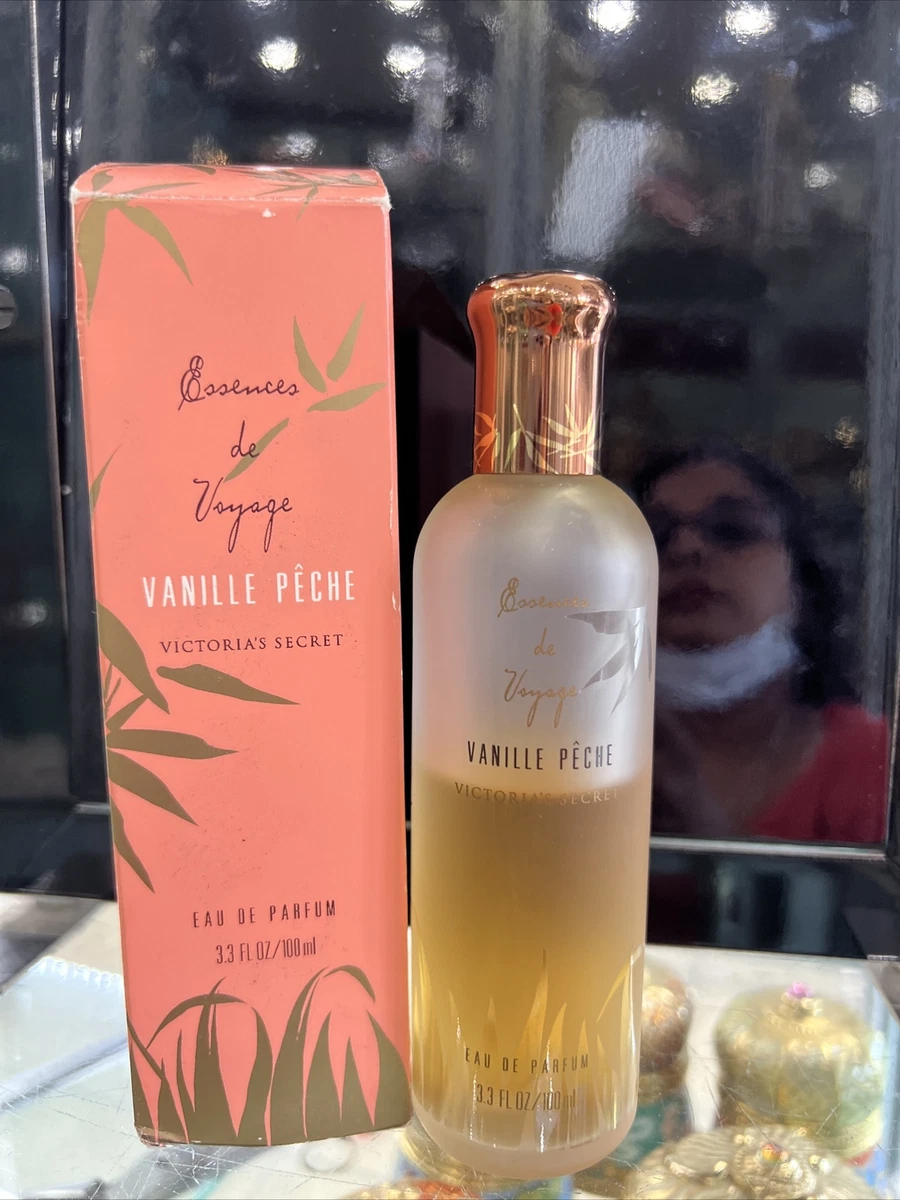 Essences
de
Voyage
VANILLE PÊCHE
VICTORIA'S SECRET
EAU DE PARFUM
3.3 FL OZ/100 ml
Essences
de
Voyage
VANILLE PÊCHE
VICTORIA'S SECRET
EAU DE PARFUM
3.3 FL OZ/100 ml